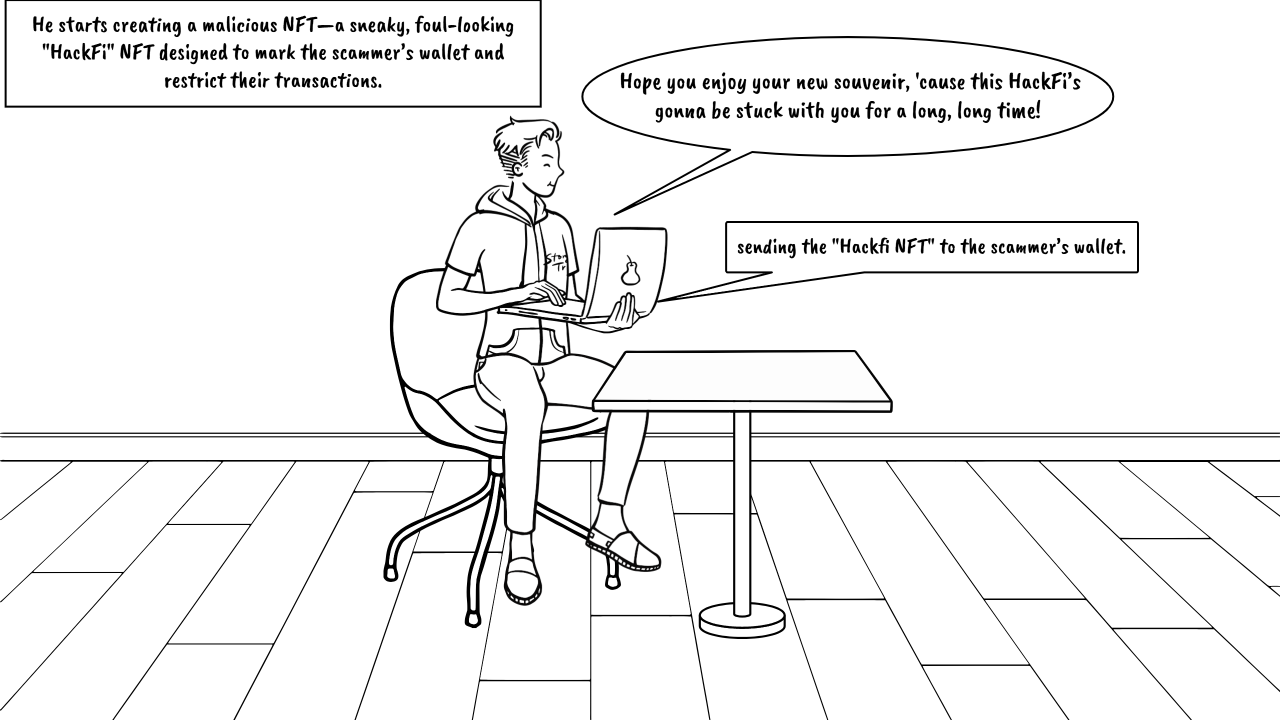 He starts creating a malicious NFT—a sneaky, foul-looking
"HackFi" NFT designed to mark the scammer's wallet and
restrict their transactions.
Hope you enjoy your new souvenir, 'cause this HackFi's
gonna be stuck with you for a long, long time!
sending the "Hackfi NFT" to the scammer's wallet.